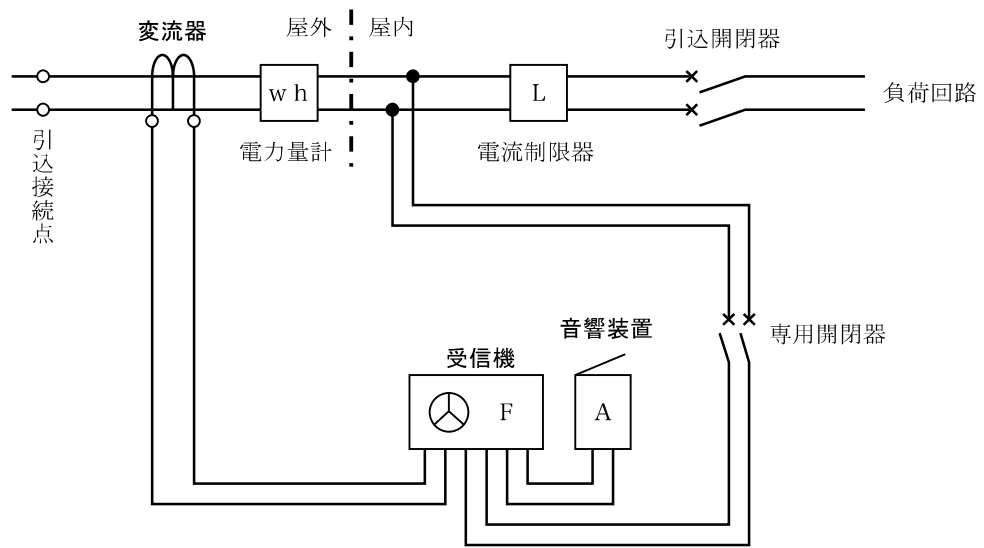 変流器
屋外
屋内
引込開閉器
wh
L
負荷回路
電力量計
電流制限器
引込接続点
音響装置
専用開閉器
受信機
F
A